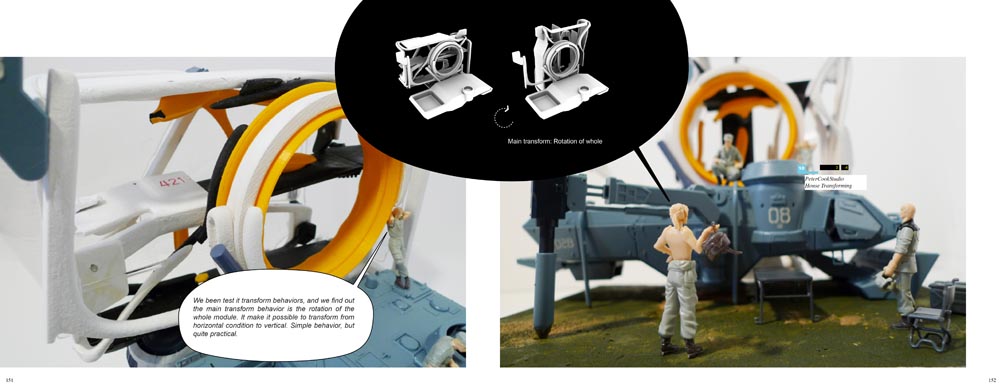 Main transform: Rotation of whole
421
We been test it transform behaviors, and we find out
the main transform behavior is the rotation of the
whole module. It make it possible to transform from
horizontal condition to vertical. Simple behavior, but
quite practical.
PeterCookStudio
House Transforming
08
151
152